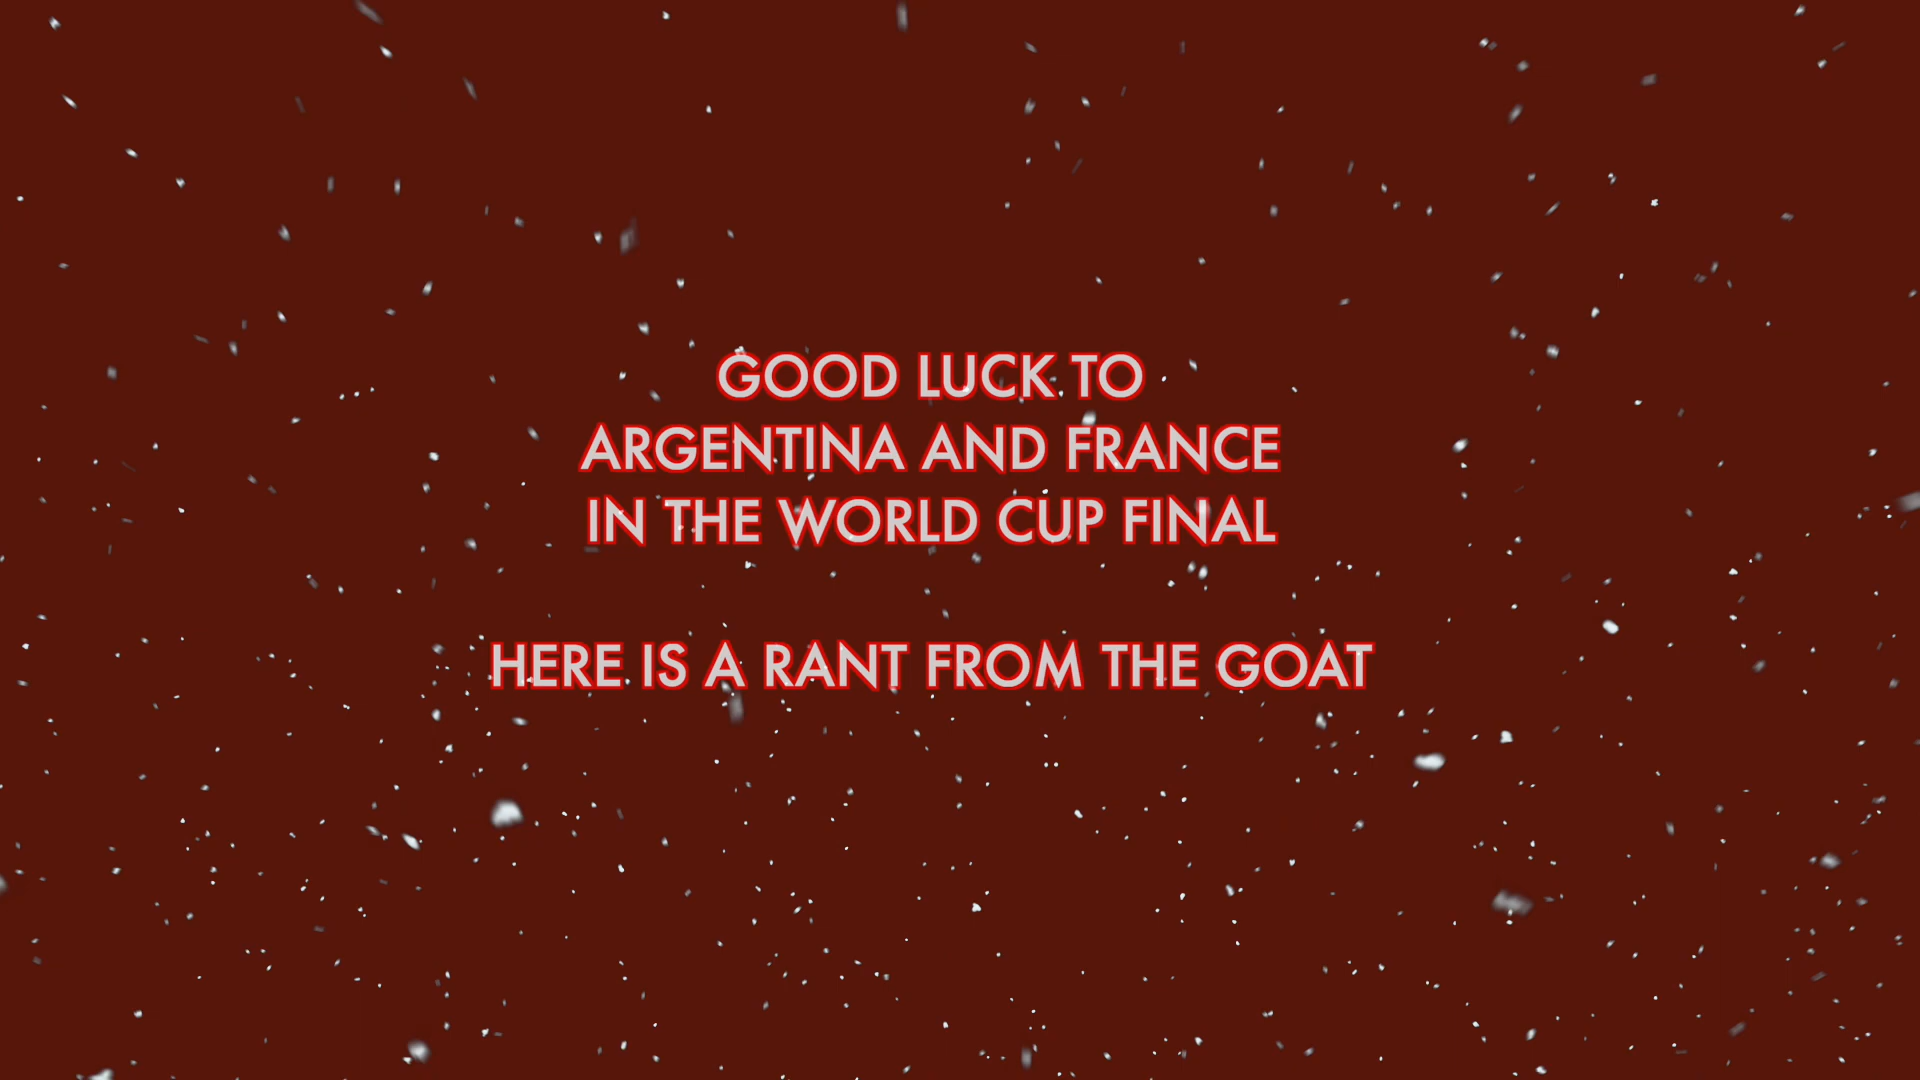 GOOD LUCK TO
ARGENTINA AND FRANCE
IN THE WORLD CUP FINAL
HERE IS A RANT FROM THE GOAT